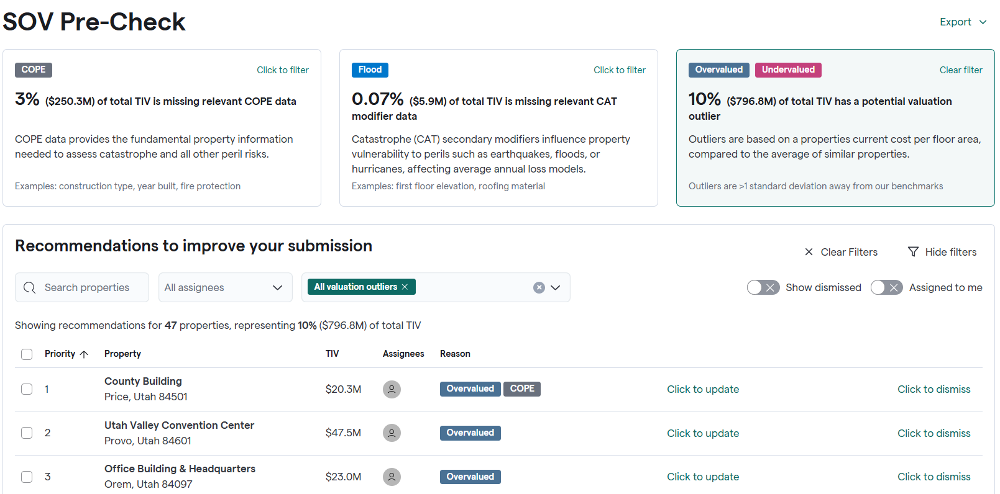 SOV Pre-Check
Export
COPE
Click to filter
3% ($250.3M) of total TIV is missing relevant COPE data
COPE data provides the fundamental property information
needed to assess catastrophe and all other peril risks.
Examples: construction type, year built, fire protection
Flood
Click to filter
0.07% ($5.9M) of total TIV is missing relevant CAT
modifier data
Catastrophe (CAT) secondary modifiers influence property
vulnerability to perils such as earthquakes, floods, or
hurricanes, affecting average annual loss models.
Examples: first floor elevation, roofing material
Overvalued Undervalued
Clear filter
10% ($796.8M) of total TIV has a potential valuation
outlier
Outliers are based on a properties current cost per floor area,
compared to the average of similar properties.
Outliers are >1 standard deviation away from our benchmarks
Recommendations to improve your submission
Clear Filters
Hide filters
Search properties
All assignees
All valuation outliers
Show dismissed
Assigned to me
Showing recommendations for 47 properties, representing 10% ($796.8M) of total TIV
Priority Property TIV Assignees Reason
1 County Building $20.3M Overvalued COPE Click to update Click to dismiss
Price, Utah 84501
2 Utah Valley Convention Center $47.5M Overvalued Click to update Click to dismiss
Provo, Utah 84601
3 Office Building & Headquarters $23.0M Overvalued Click to update Click to dismiss
Orem, Utah 84097